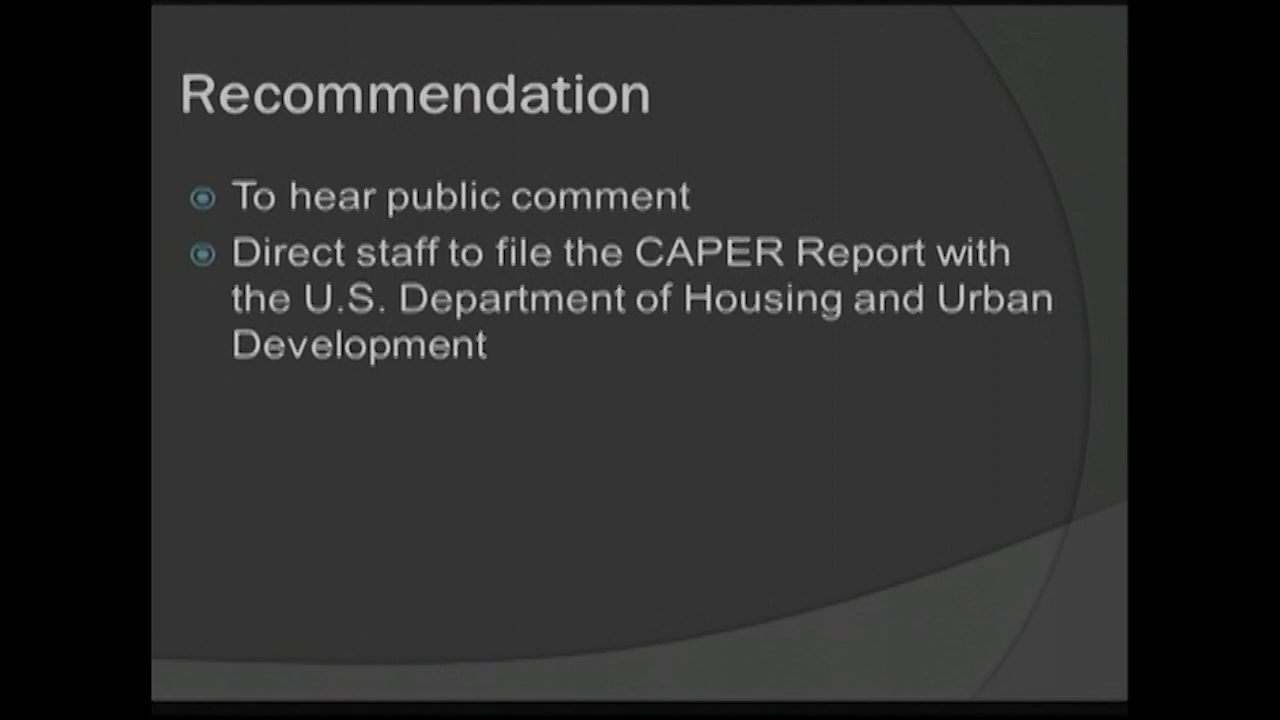 Recommendation
To hear public comment
Direct staff to file the CAPER Report with
the U.S. Department of Housing and Urban
Development